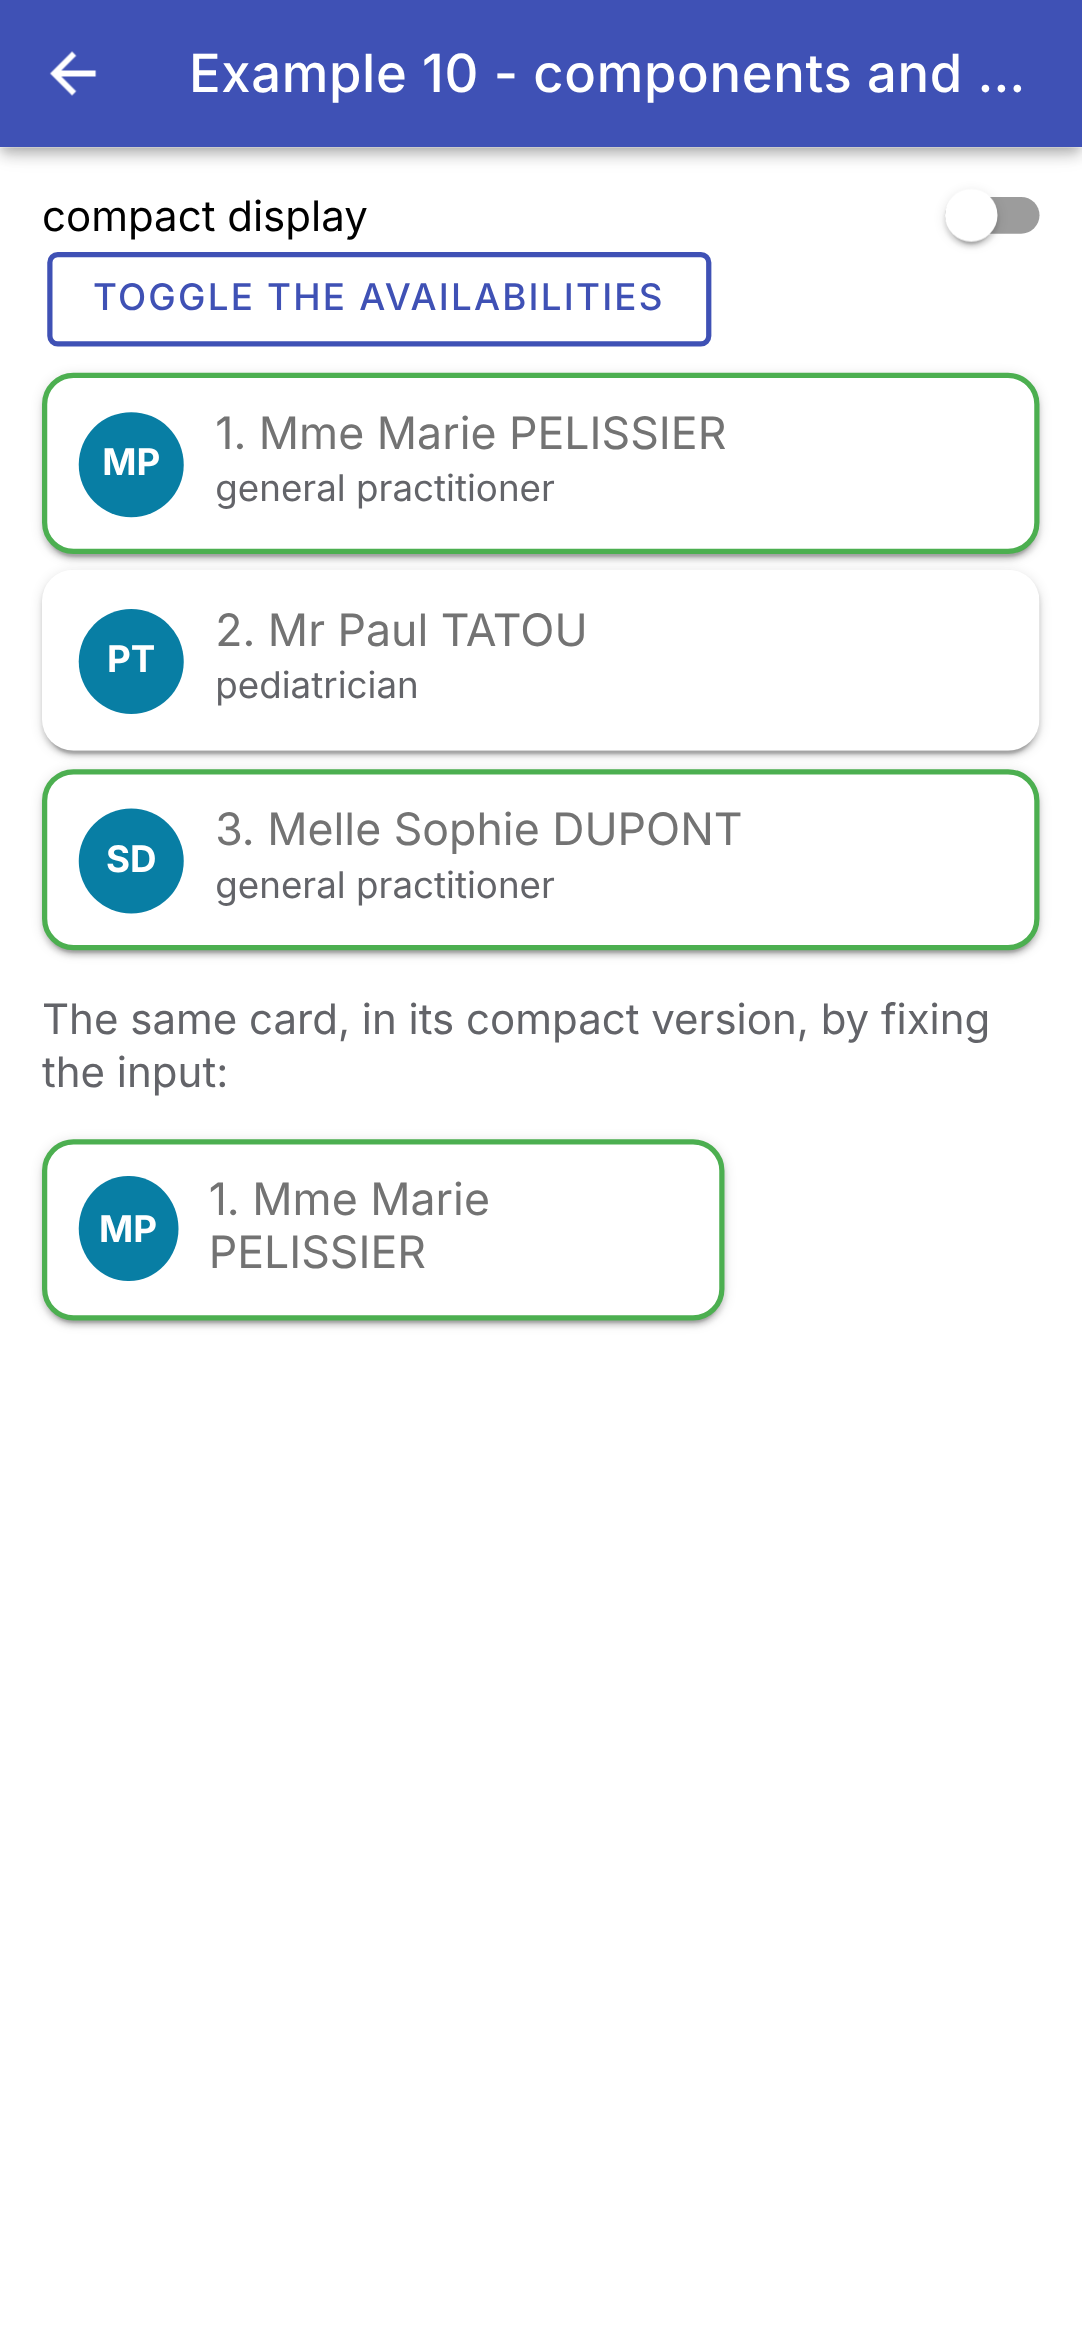 Example 10 - components and ...
compact display
TOGGLE THE AVAILABILITIES
MP
1. Mme Marie PELISSIER
general practitioner
PT
2. Mr Paul TATOU
pediatrician
SD
3. Melle Sophie DUPONT
general practitioner
The same card, in its compact version, by fixing
the input:
MP
1. Mme Marie
PELISSIER